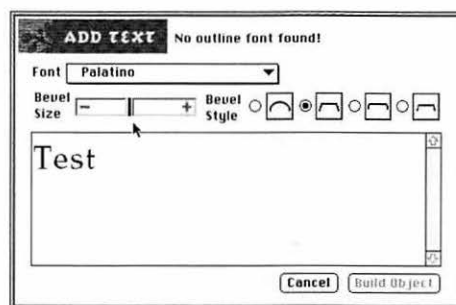 ADD TEXT No outline font found!
Font Palatino
Bevel Size − + Bevel Style
Test
Cancel Build Object